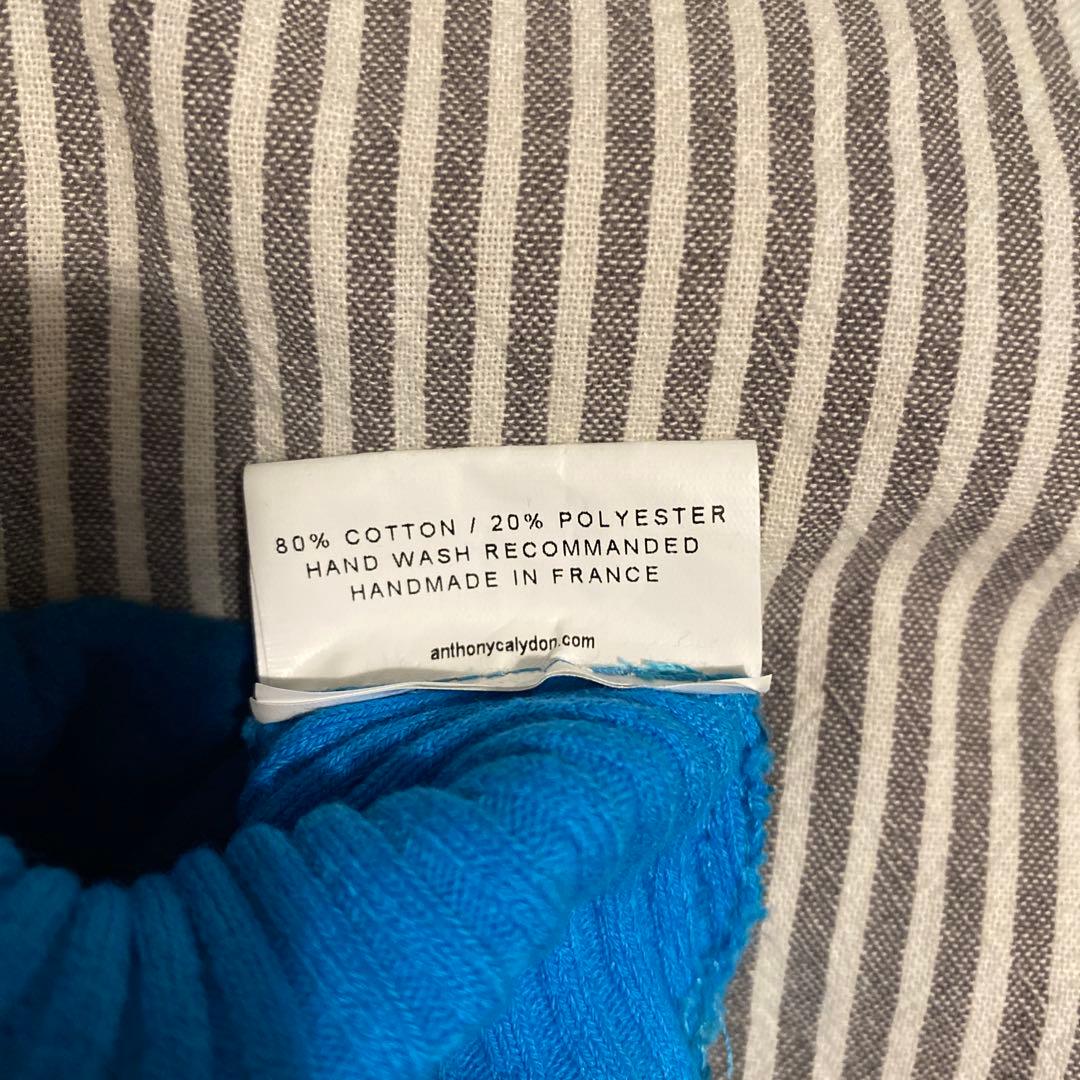 80% COTTON / 20% POLYESTER
HAND WASH RECOMMANDED
HANDMADE IN FRANCE
anthonycalydon.com